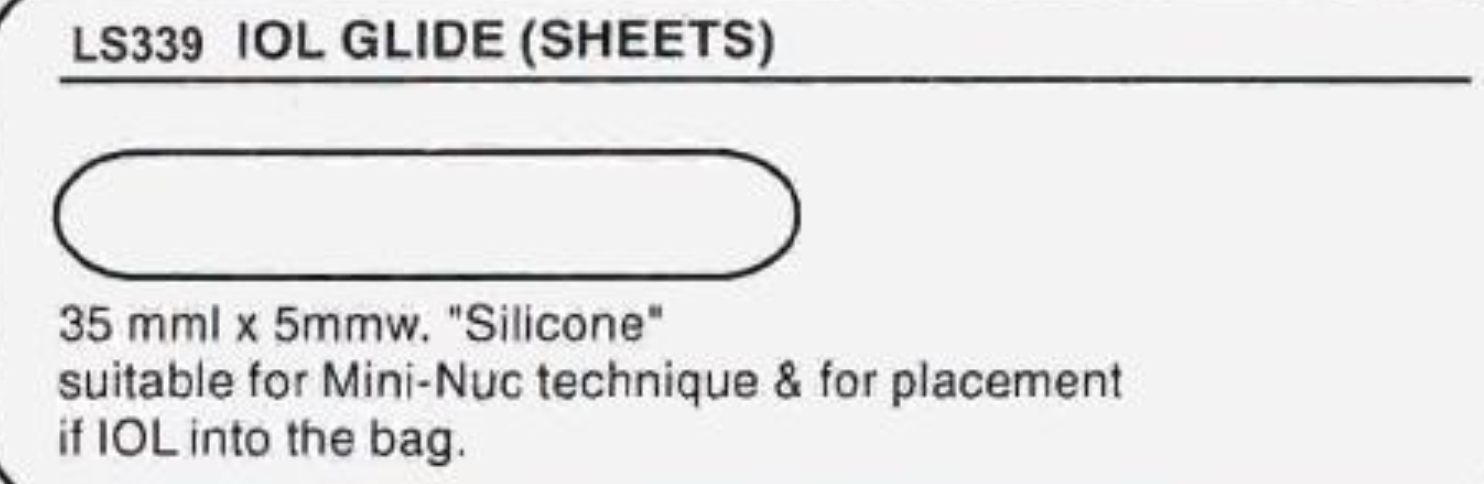 LS339 IOL GLIDE (SHEETS)
35 mml x 5mmw. "Silicone"
suitable for Mini-Nuc technique & for placement
if IOL into the bag.